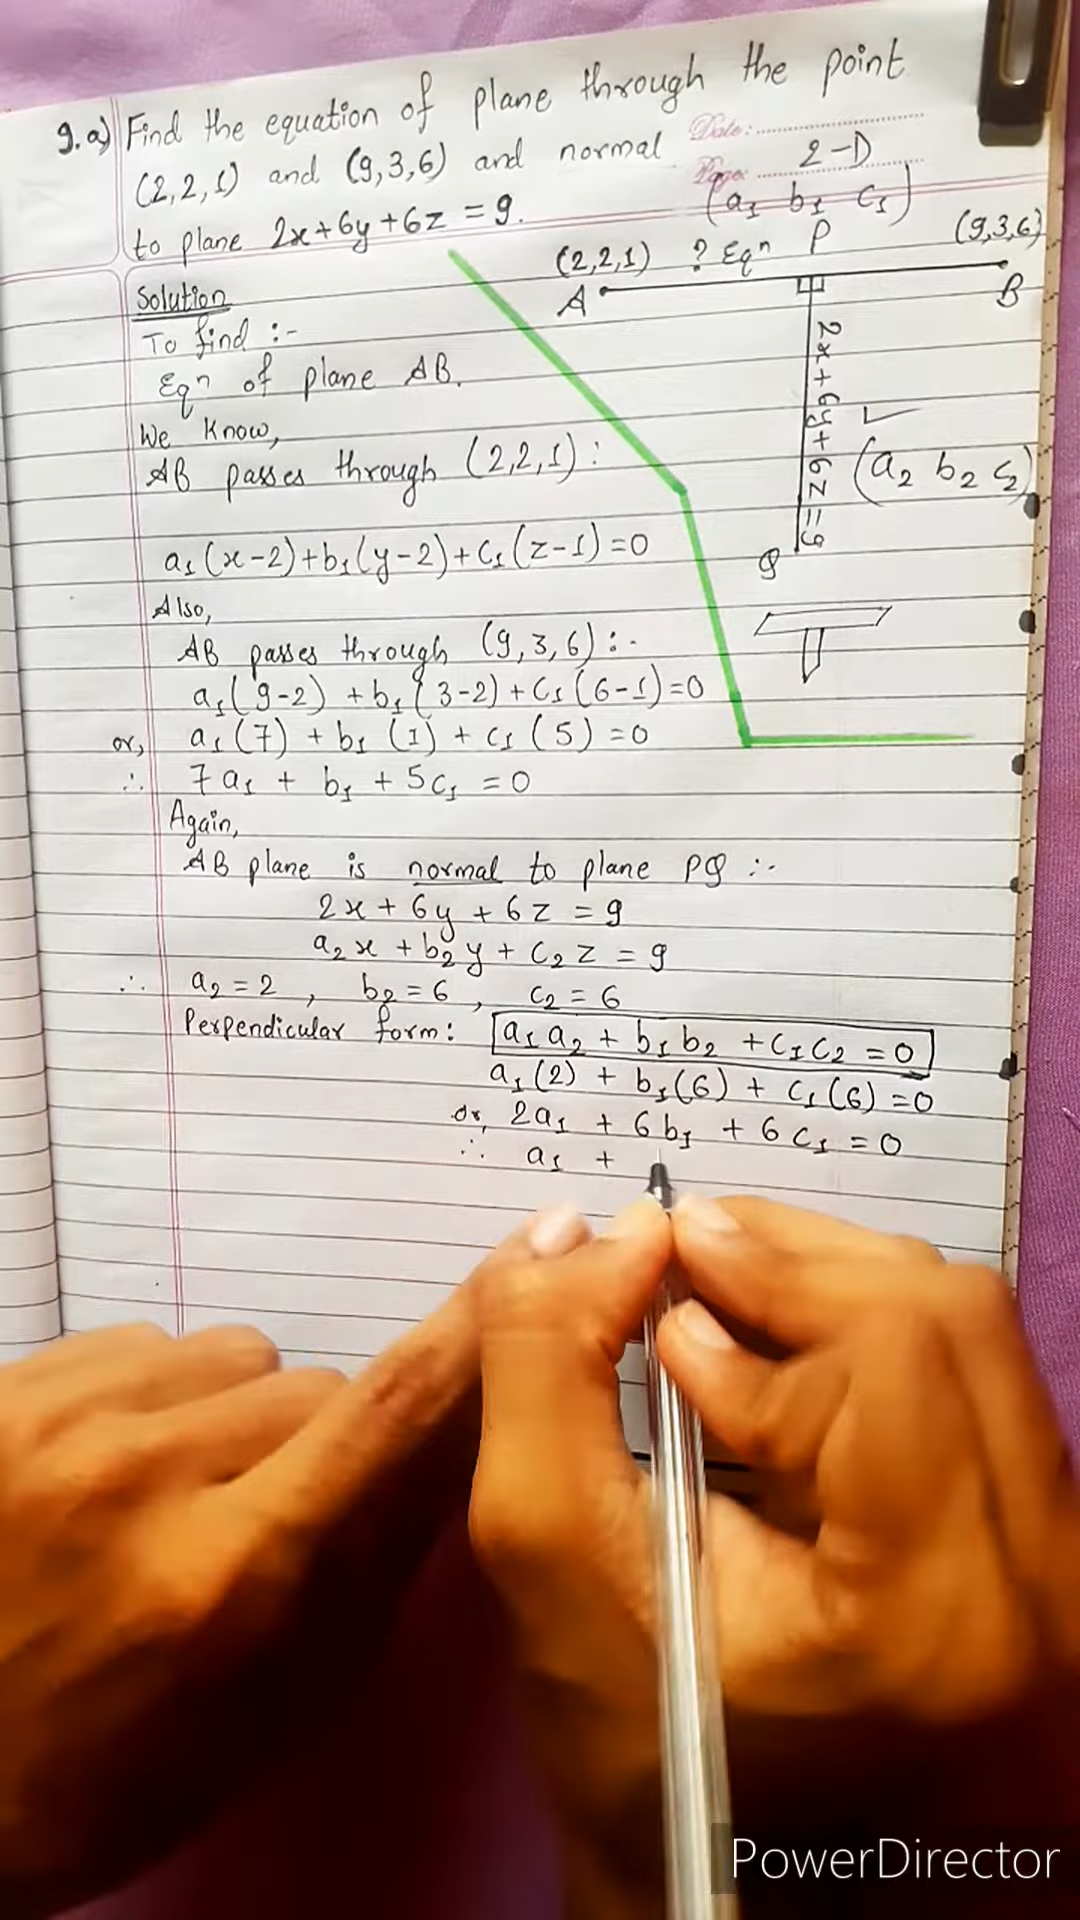 9.a) Find the equation of plane through the point
(2,2,1) and (9,3,6) and normal
to plane 2x+6y+6z = 9.
Date:
Page:
2-D
(a₁ b₁ c₁)
(2,2,1) ? Eqⁿ P (9,3,6)
A B
2x+6y+6z=9
(a₂ b₂ c₂)
Q
Solution
To find :-
Eqⁿ of plane AB.
We Know,
AB passes through (2,2,1) :
a₁(x-2)+b₁(y-2)+c₁(z-1)=0
Also,
AB passes through (9,3,6) :-
a₁(9-2) + b₁(3-2) + c₁(6-1)=0
or, a₁(7) + b₁(1) + c₁(5) = 0
∴ 7a₁ + b₁ + 5c₁ = 0
Again,
AB plane is normal to plane PQ :-
2x + 6y + 6z = 9
a₂x + b₂y + c₂z = 9
∴ a₂ = 2 , b₂ = 6 , c₂ = 6
Perpendicular form: a₁a₂ + b₁b₂ + c₁c₂ = 0
a₁(2) + b₁(6) + c₁(6) = 0
or, 2a₁ + 6b₁ + 6c₁ = 0
∴ a₁ +
PowerDirector